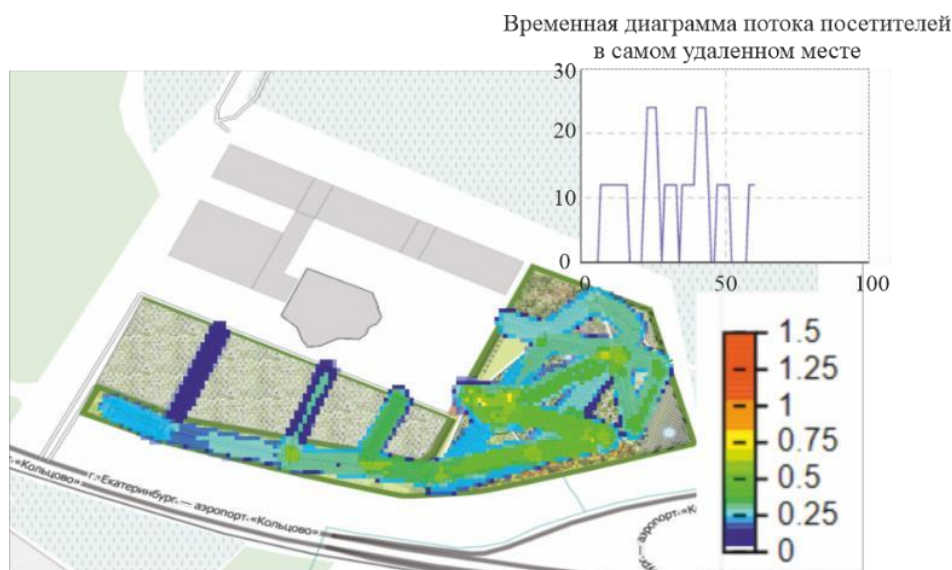 Временная диаграмма потока посетителей
в самом удаленном месте
30
20
10
0
0 50 100
1.5
1.25
1
0.75
0.5
0.25
0
«Кольцово»
г. Екатеринбург — аэропорт «Кольцово»
— аэропорт «К